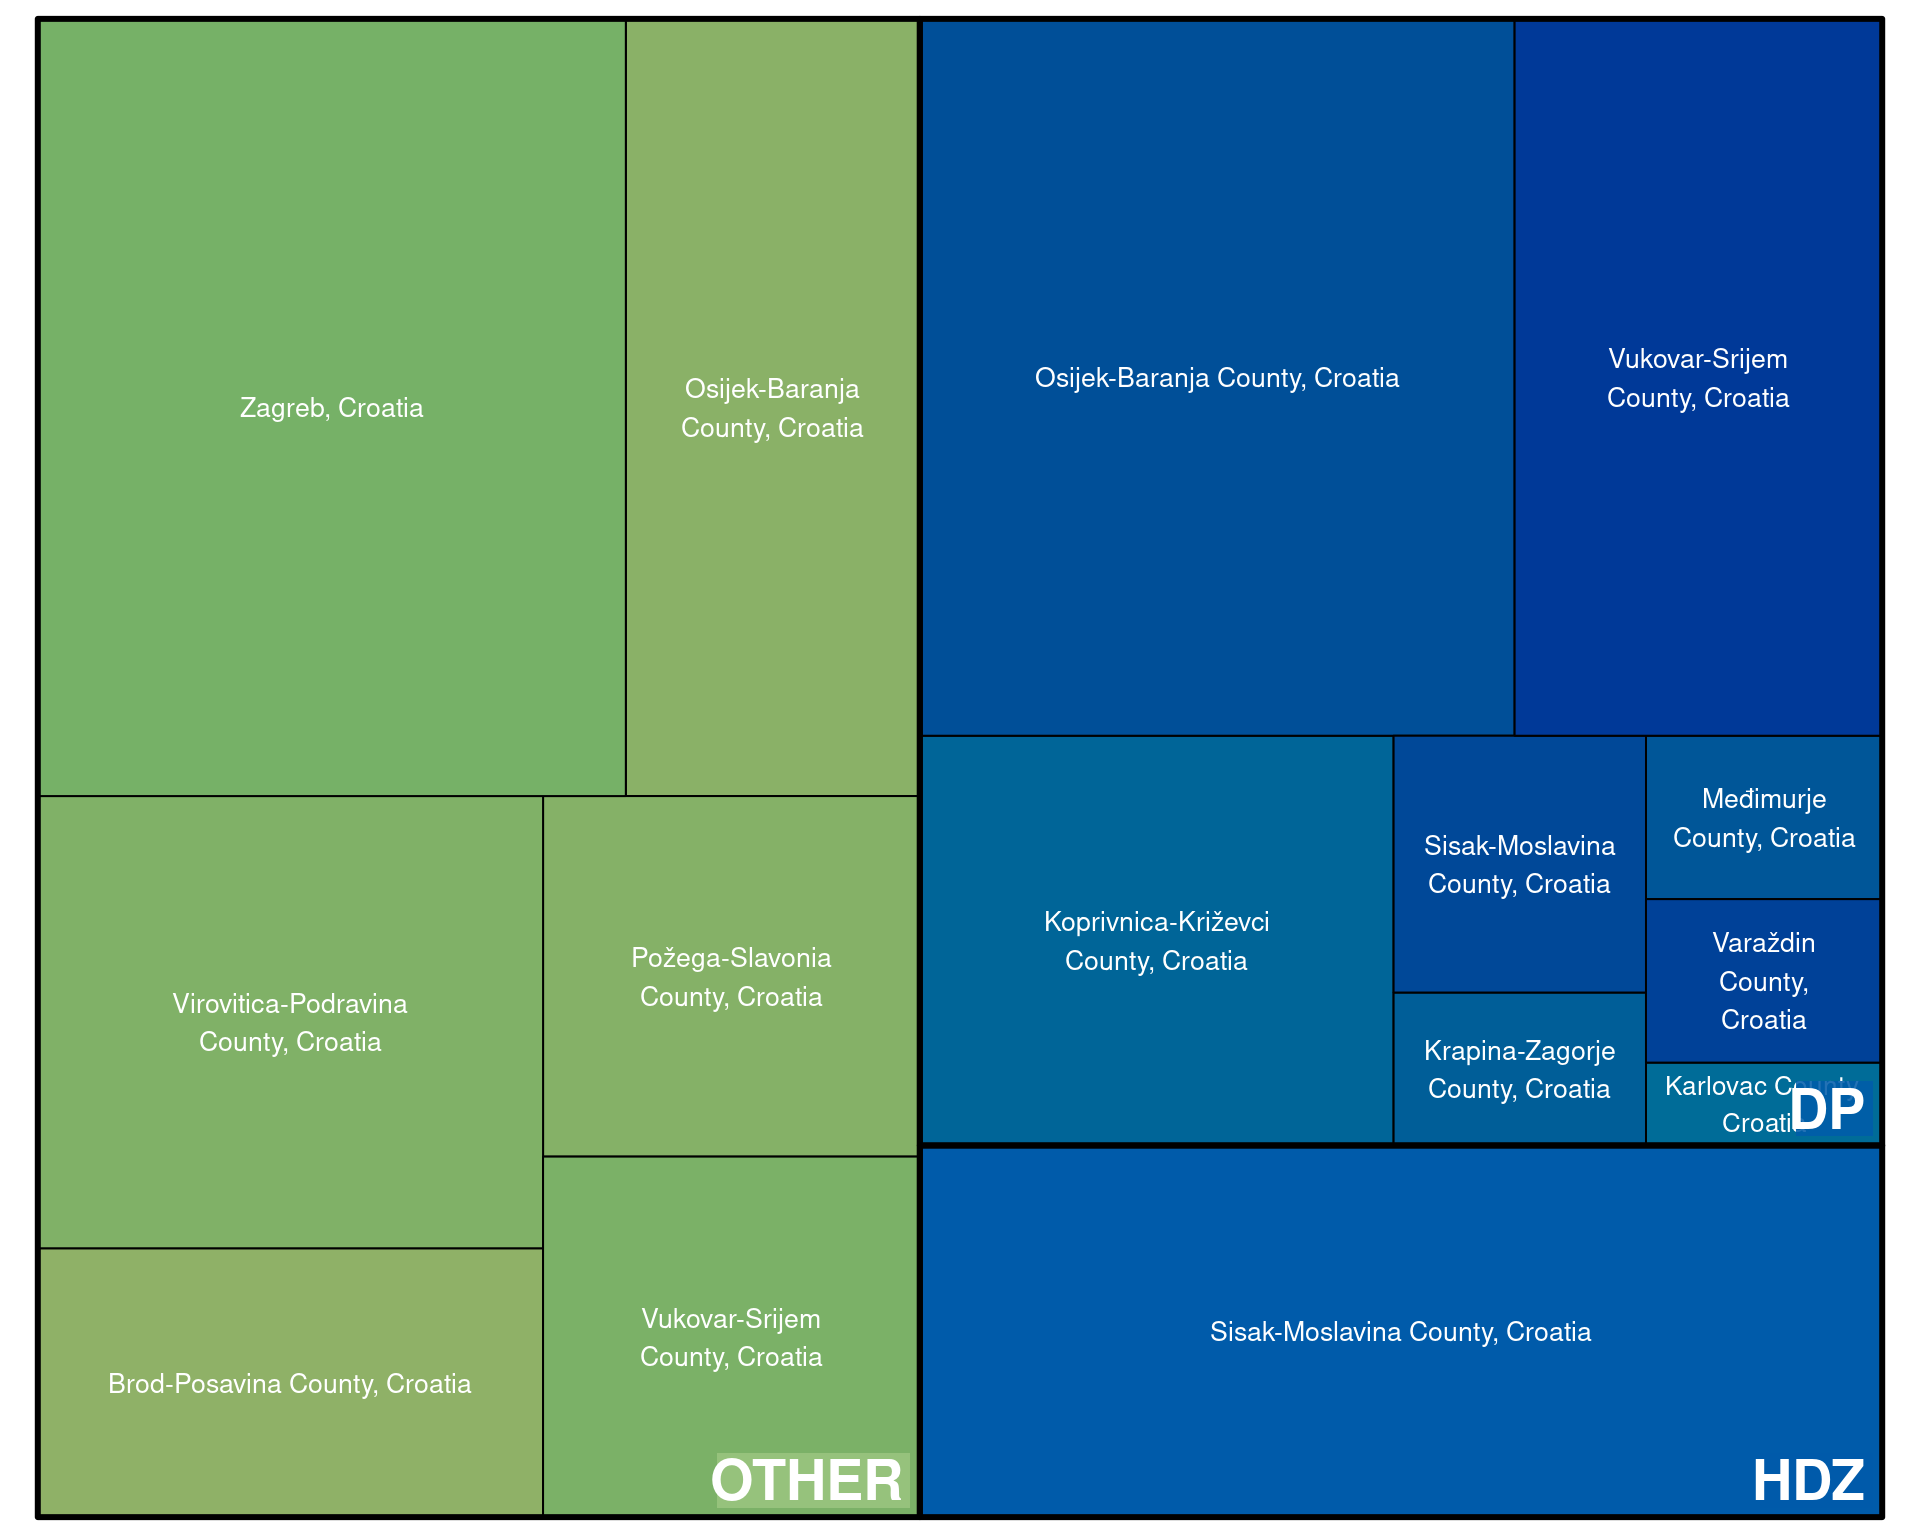 Zagreb, Croatia
Osijek-Baranja
County, Croatia
Virovitica-Podravina
County, Croatia
Požega-Slavonia
County, Croatia
Brod-Posavina County, Croatia
Vukovar-Srijem
County, Croatia
OTHER
Osijek-Baranja County, Croatia
Vukovar-Srijem
County, Croatia
Koprivnica-Križevci
County, Croatia
Sisak-Moslavina
County, Croatia
Krapina-Zagorje
County, Croatia
Međimurje
County, Croatia
Varaždin
County,
Croatia
Karlovac County,
Croatia
DP
Sisak-Moslavina County, Croatia
HDZ